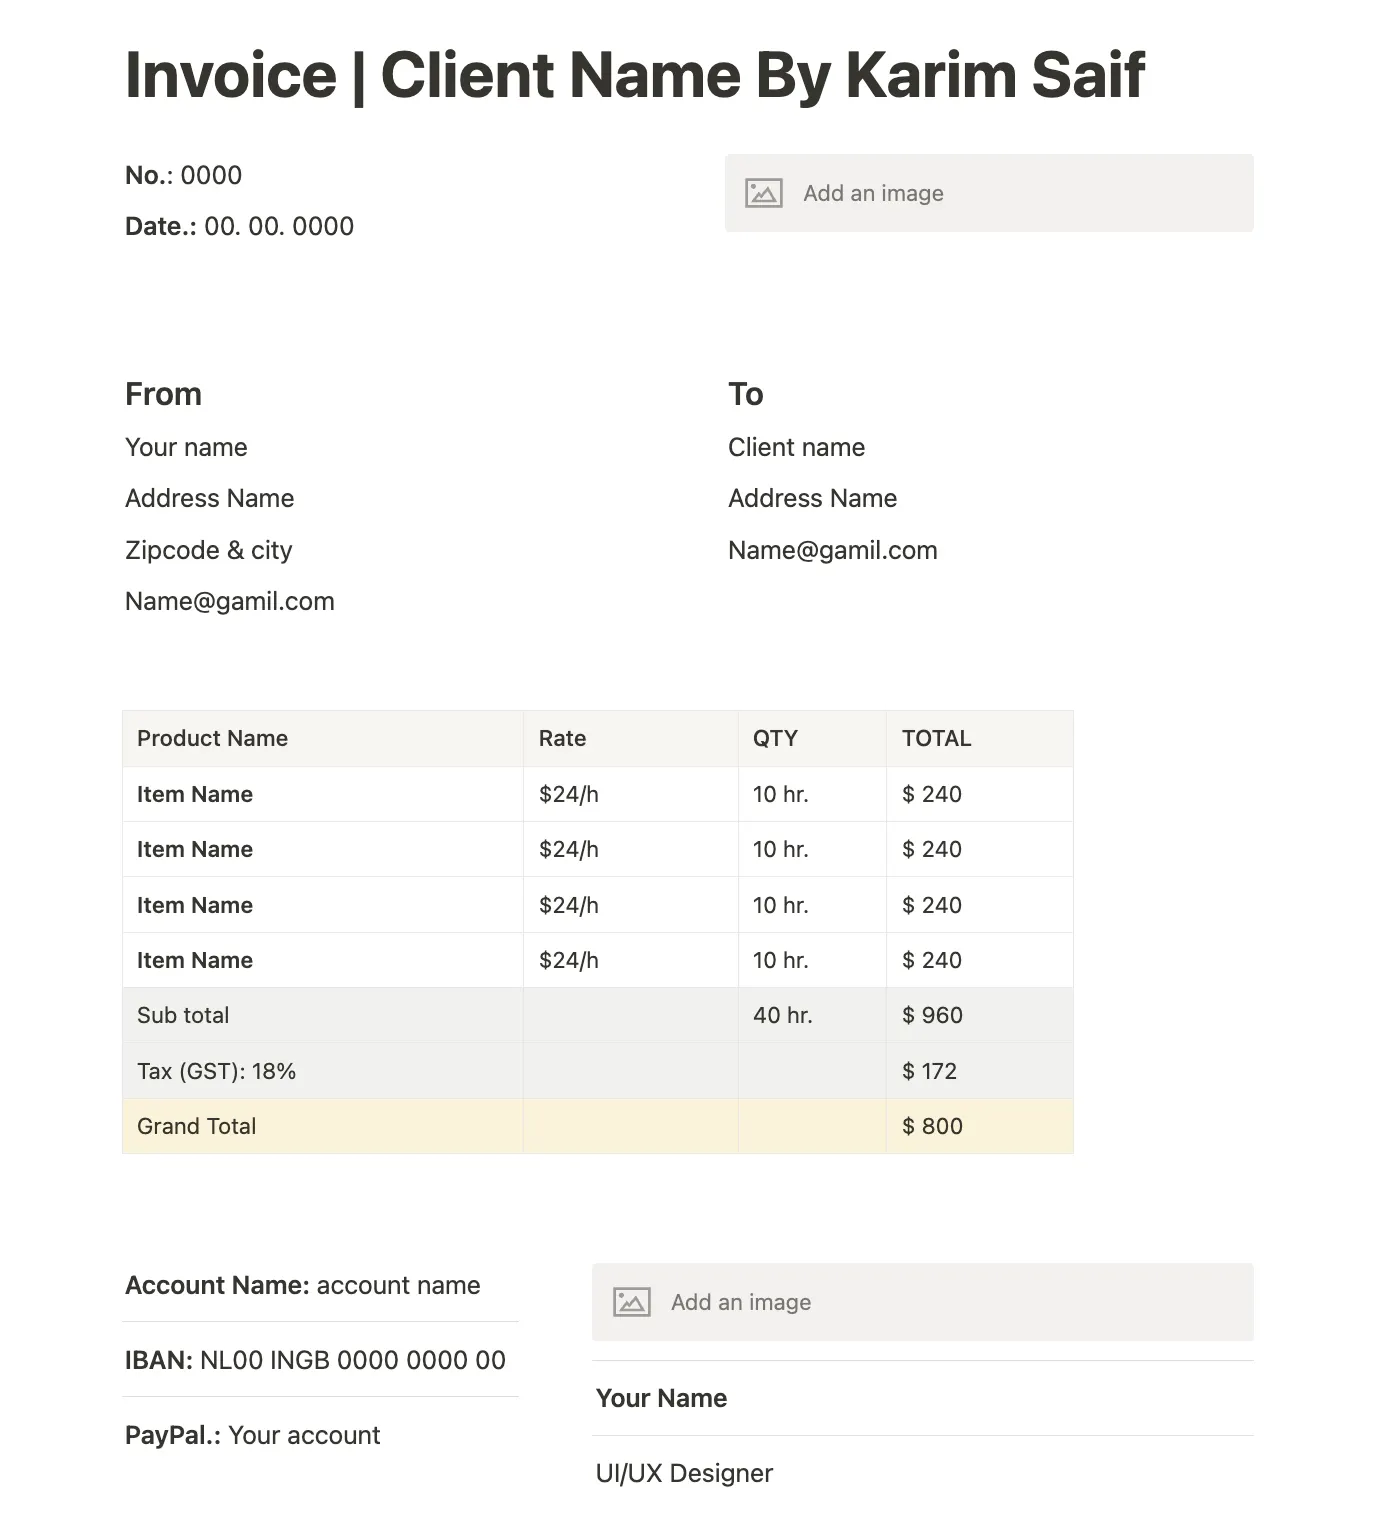 Invoice | Client Name By Karim Saif
No.: 0000
Date.: 00. 00. 0000
Add an image
From
Your name
Address Name
Zipcode & city
Name@gamil.com
To
Client name
Address Name
Name@gamil.com
Product Name Rate QTY TOTAL
Item Name $24/h 10 hr. $ 240
Item Name $24/h 10 hr. $ 240
Item Name $24/h 10 hr. $ 240
Item Name $24/h 10 hr. $ 240
Sub total 40 hr. $ 960
Tax (GST): 18% $ 172
Grand Total $ 800
Account Name: account name
IBAN: NL00 INGB 0000 0000 00
PayPal.: Your account
Add an image
Your Name
UI/UX Designer